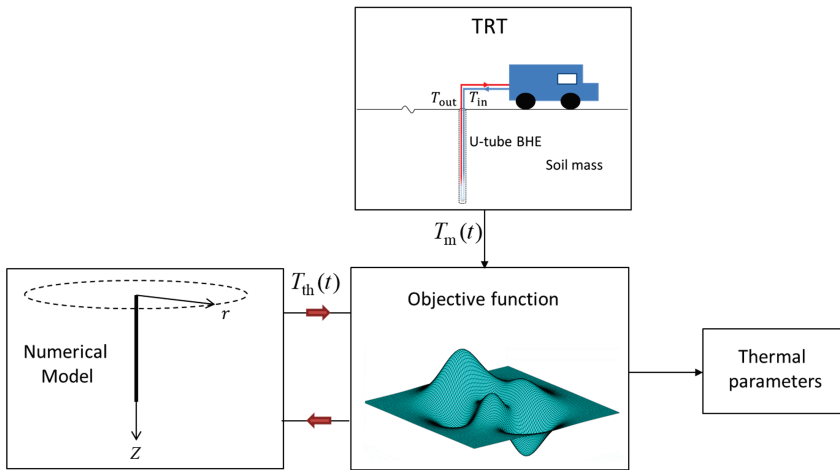 TRT
T_out T_in
U-tube BHE
Soil mass
T_m(t)
T_th(t)
Objective function
r
Numerical
Model
Z
Thermal
parameters